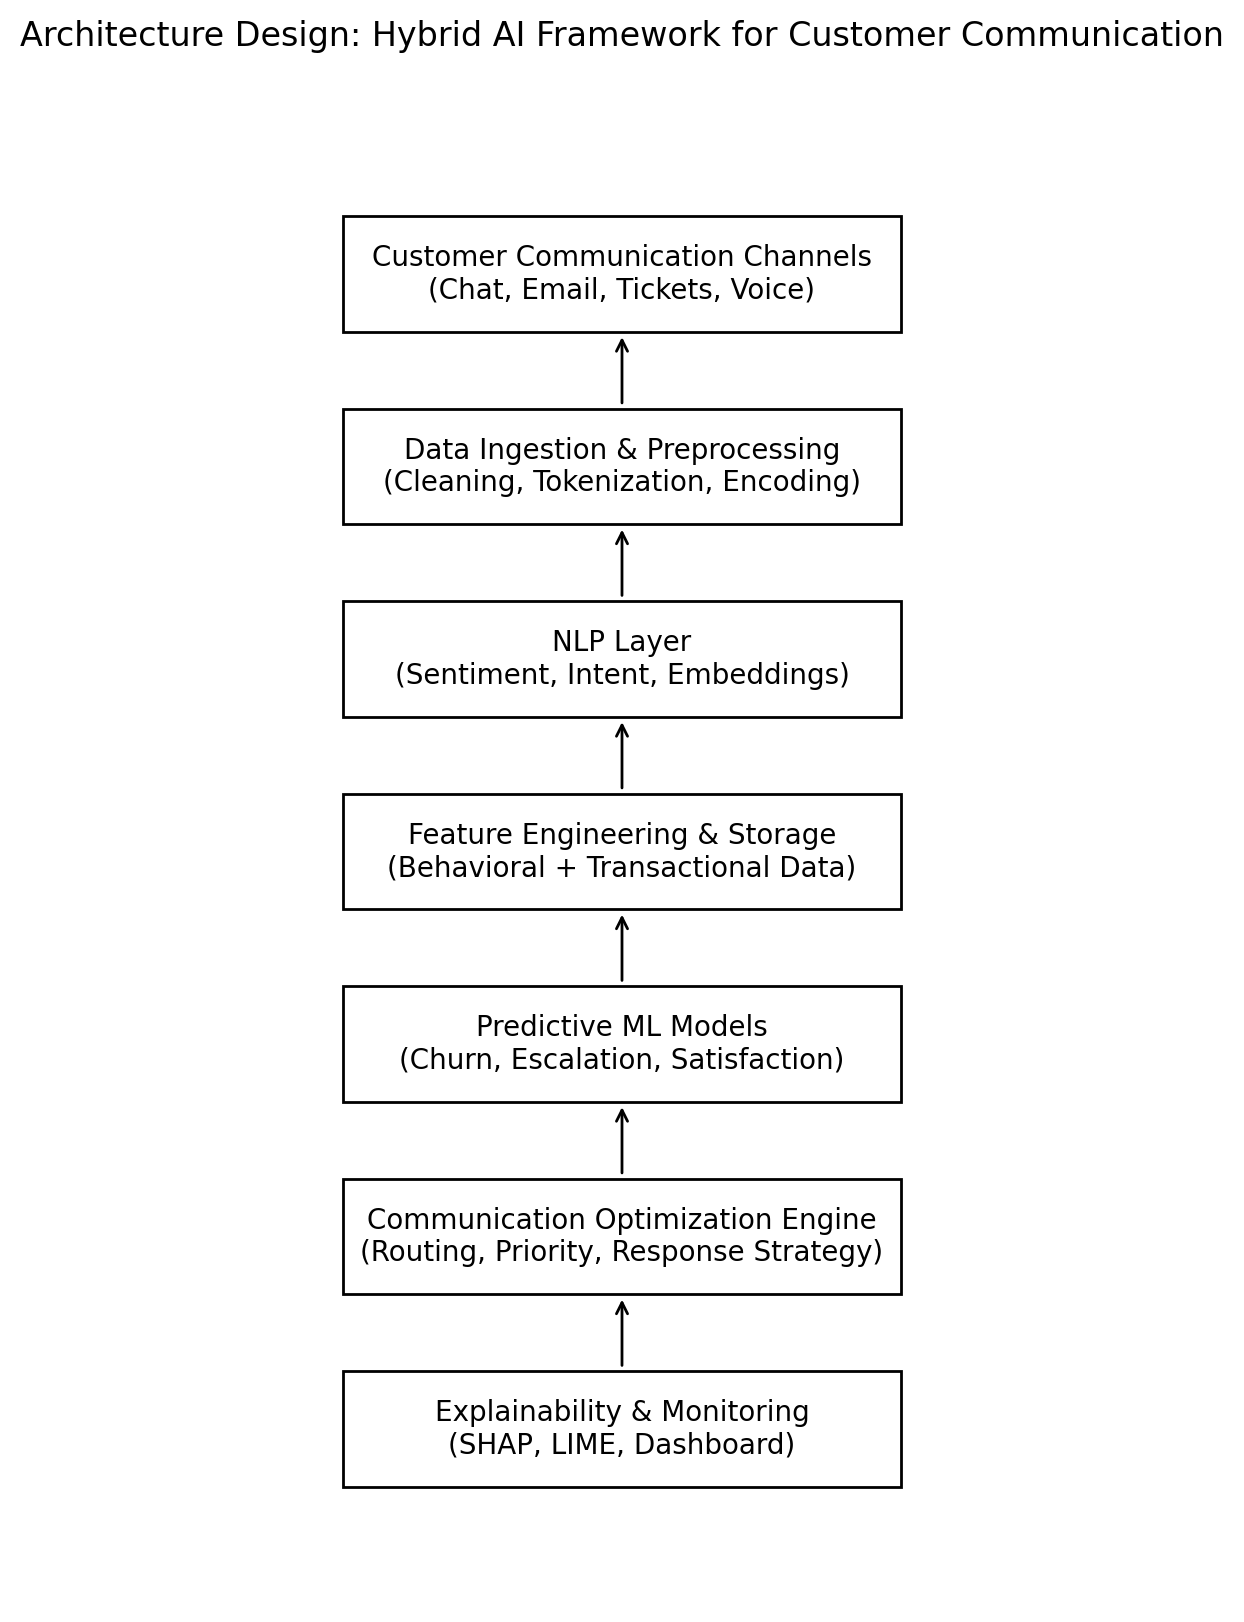 Architecture Design: Hybrid AI Framework for Customer Communication
Customer Communication Channels
(Chat, Email, Tickets, Voice)
Data Ingestion & Preprocessing
(Cleaning, Tokenization, Encoding)
NLP Layer
(Sentiment, Intent, Embeddings)
Feature Engineering & Storage
(Behavioral + Transactional Data)
Predictive ML Models
(Churn, Escalation, Satisfaction)
Communication Optimization Engine
(Routing, Priority, Response Strategy)
Explainability & Monitoring
(SHAP, LIME, Dashboard)